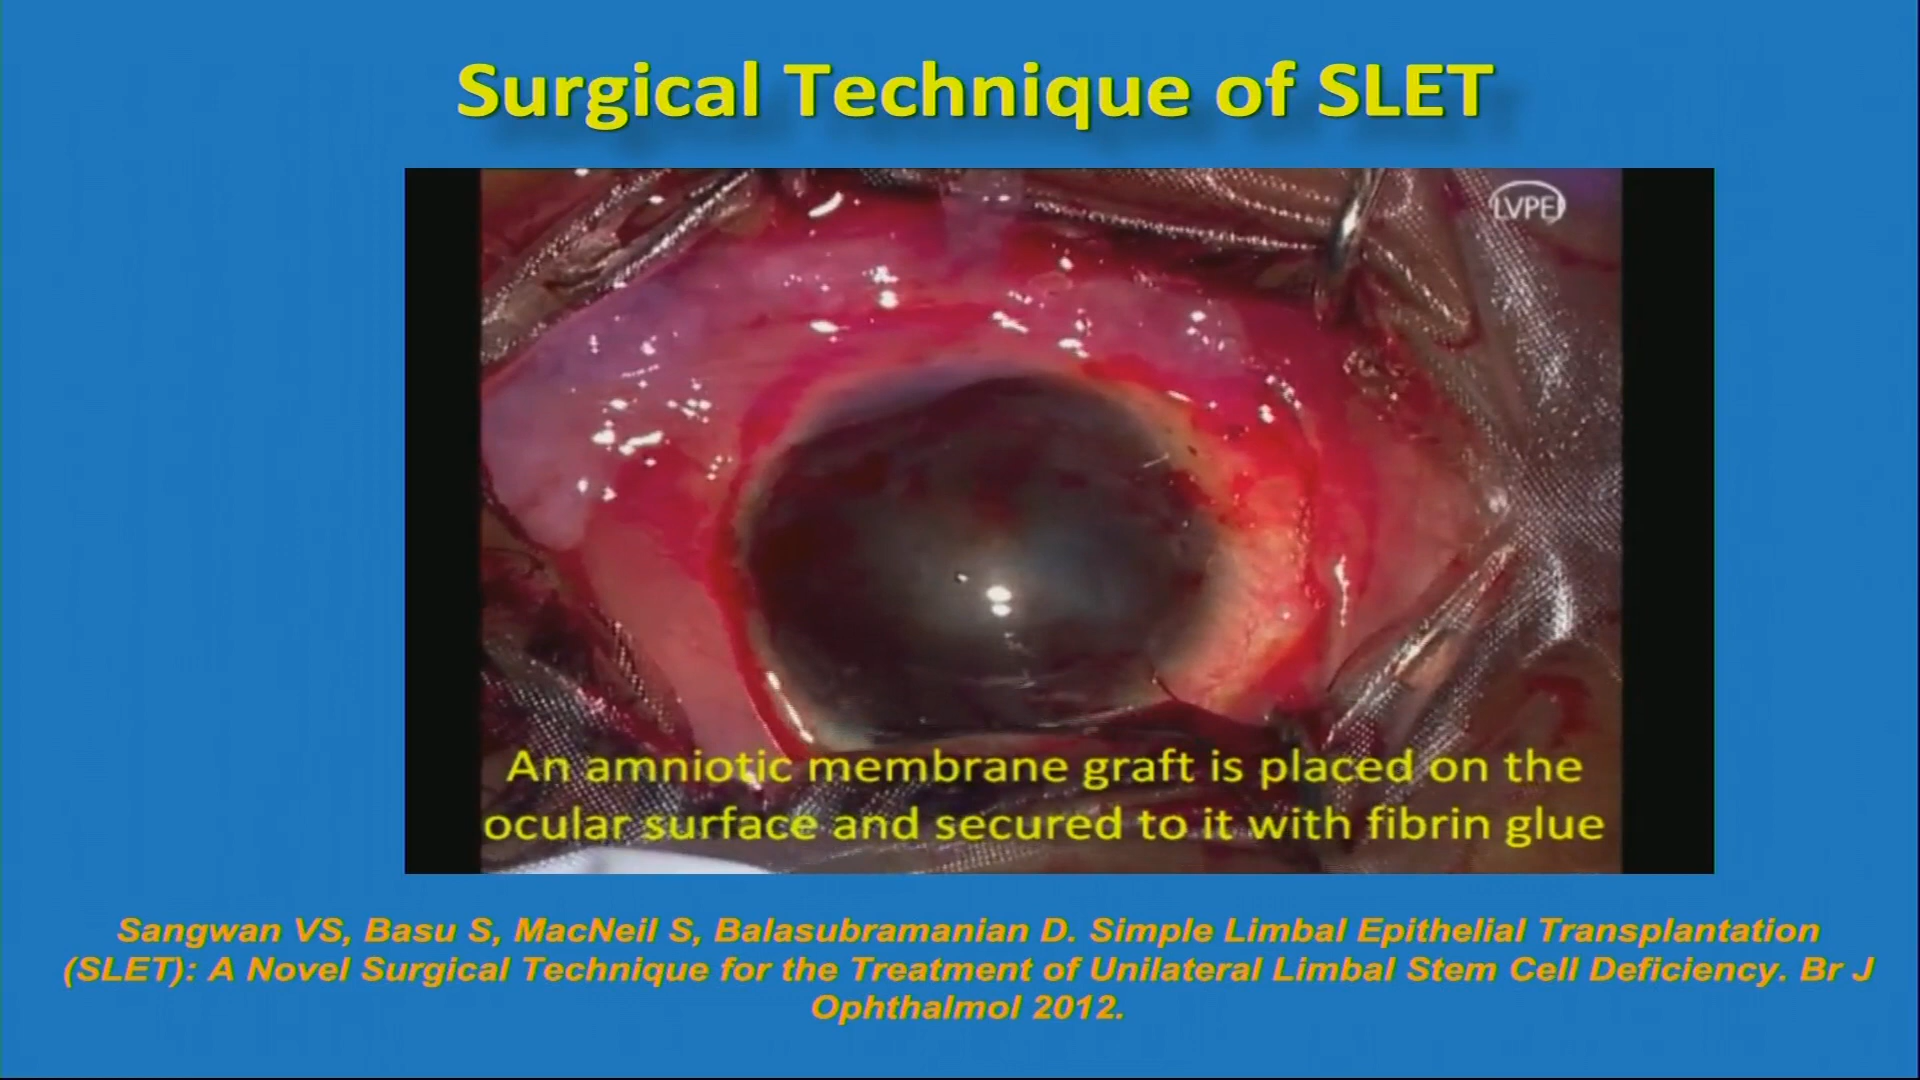 Surgical Technique of SLET
LVPEI
An amniotic membrane graft is placed on the
ocular surface and secured to it with fibrin glue
Sangwan VS, Basu S, MacNeil S, Balasubramanian D. Simple Limbal Epithelial Transplantation
(SLET): A Novel Surgical Technique for the Treatment of Unilateral Limbal Stem Cell Deficiency. Br J
Ophthalmol 2012.